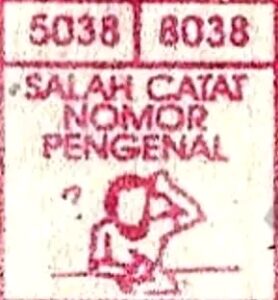 5038 8038
SALAH CATAT
NOMOR
PENGENAL
?